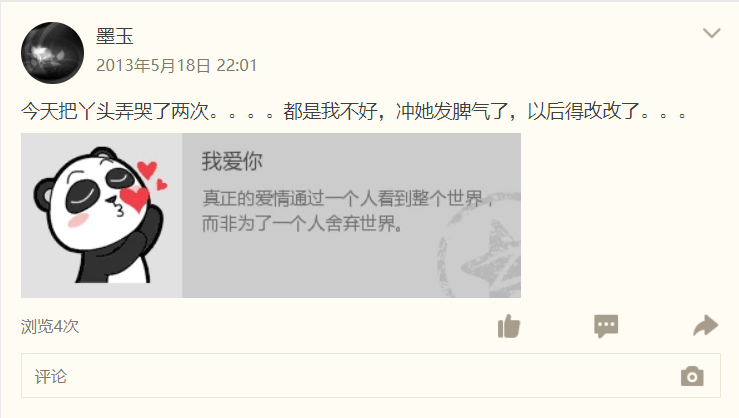 墨玉
2013年5月18日 22:01
今天把丫头弄哭了两次。。。。都是我不好，冲她发脾气了，以后得改改了。。。
我爱你
真正的爱情通过一个人看到整个世界，
而非为了一个人舍弃世界。
浏览4次
评论